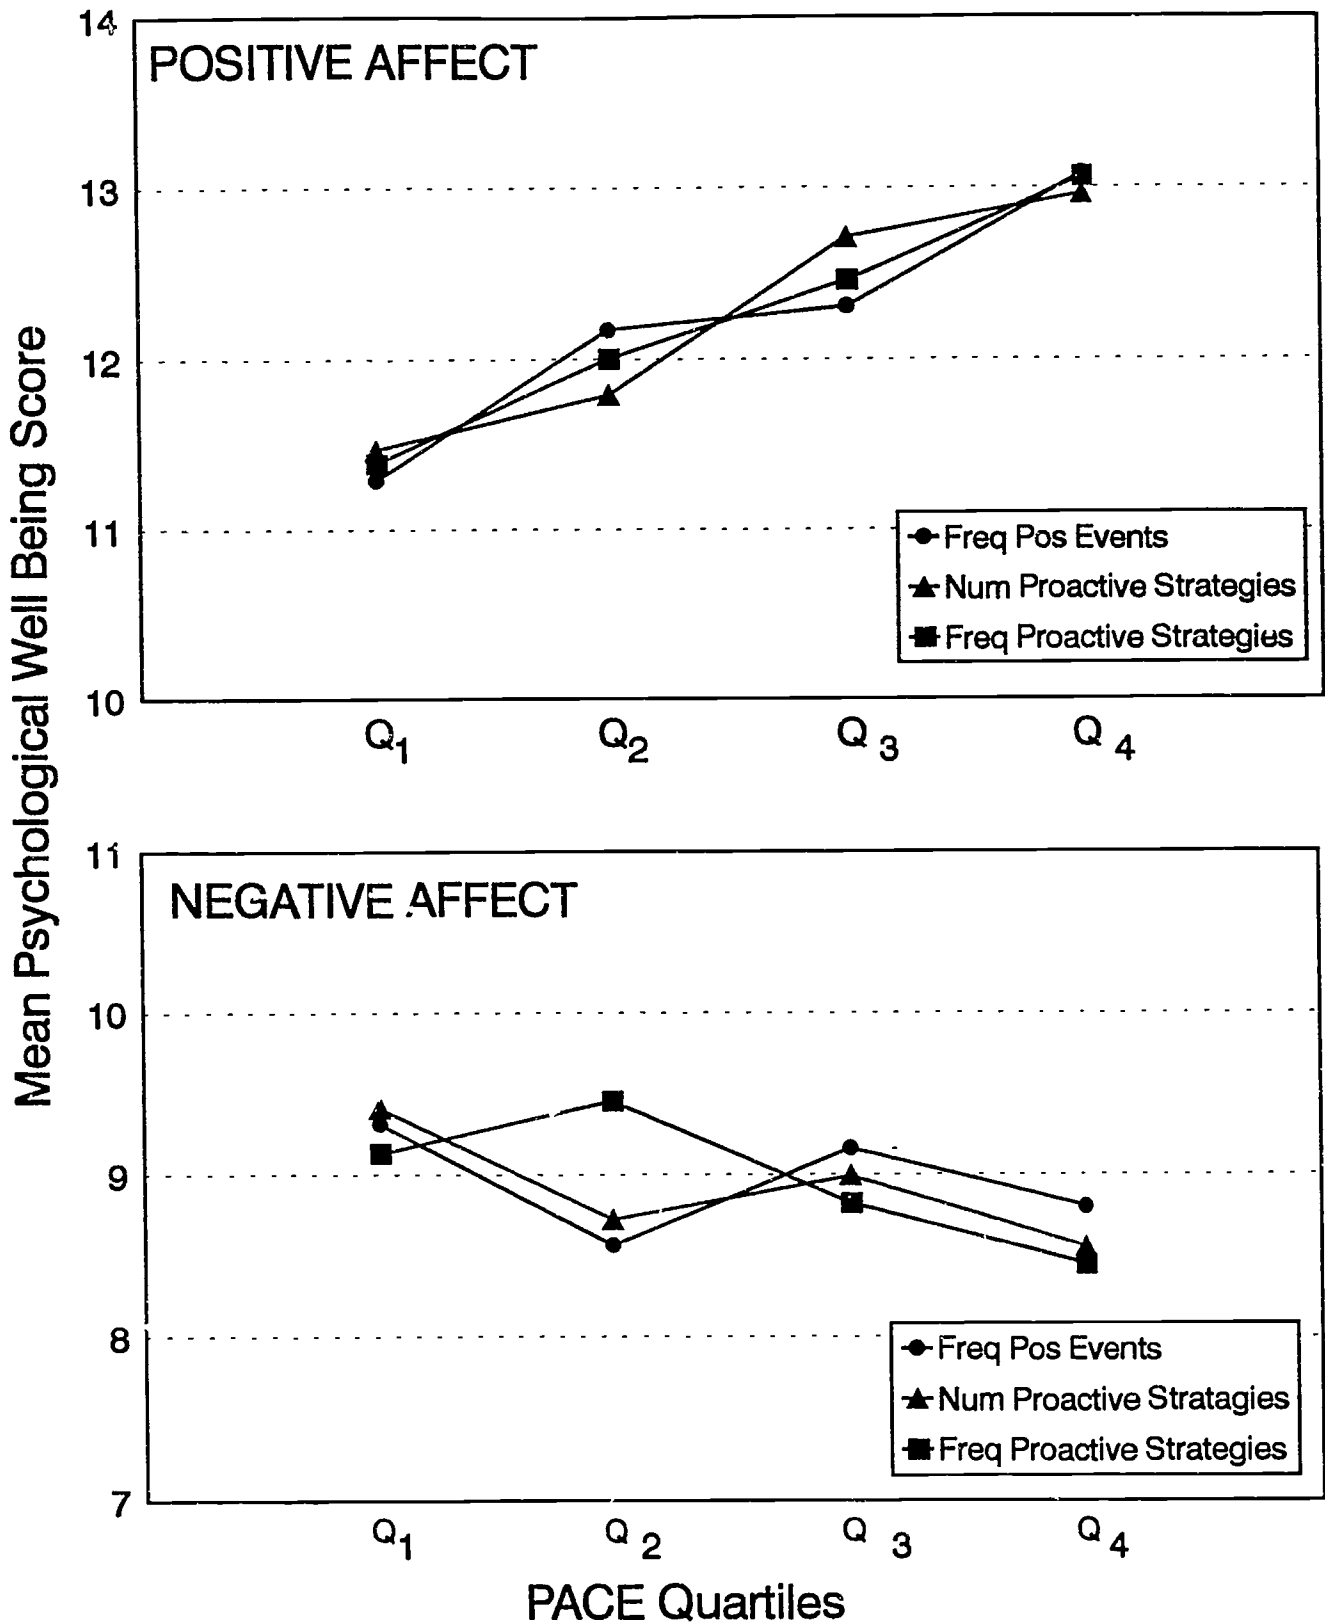 Mean Psychological Well Being Score
14
POSITIVE AFFECT
13
12
11
Freq Pos Events
Num Proactive Strategies
Freq Proactive Strategies
10
Q1 Q2 Q3 Q4
11
NEGATIVE AFFECT
10
9
8
Freq Pos Events
Num Proactive Stratagies
Freq Proactive Strategies
7
Q1 Q2 Q3 Q4
PACE Quartiles